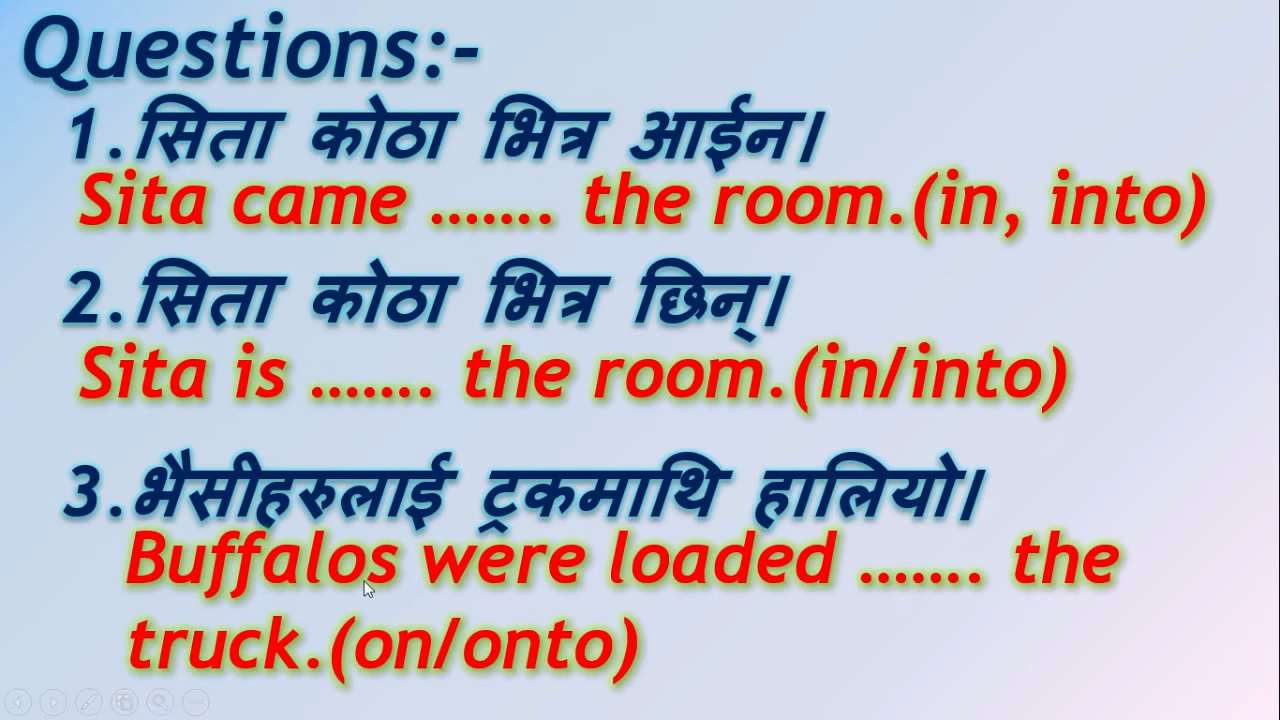 Questions:-
1.सिता कोठा भित्र आईन।
Sita came ....... the room.(in, into)
2.सिता कोठा भित्र छिन्।
Sita is ....... the room.(in/into)
3.भैसीहरुलाई ट्रकमाथि हालियो।
Buffalos were loaded ....... the
truck.(on/onto)